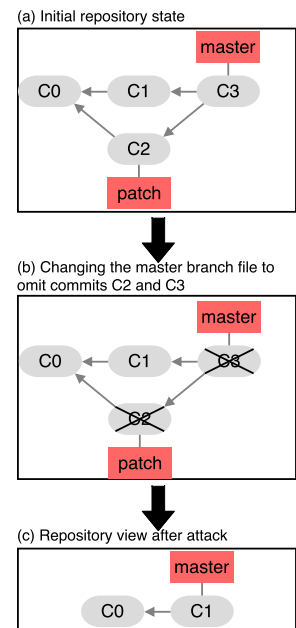 (a) Initial repository state
master
C0 C1 C3
C2
patch
(b) Changing the master branch file to
omit commits C2 and C3
master
C0 C1 C3
C2
patch
(c) Repository view after attack
master
C0 C1